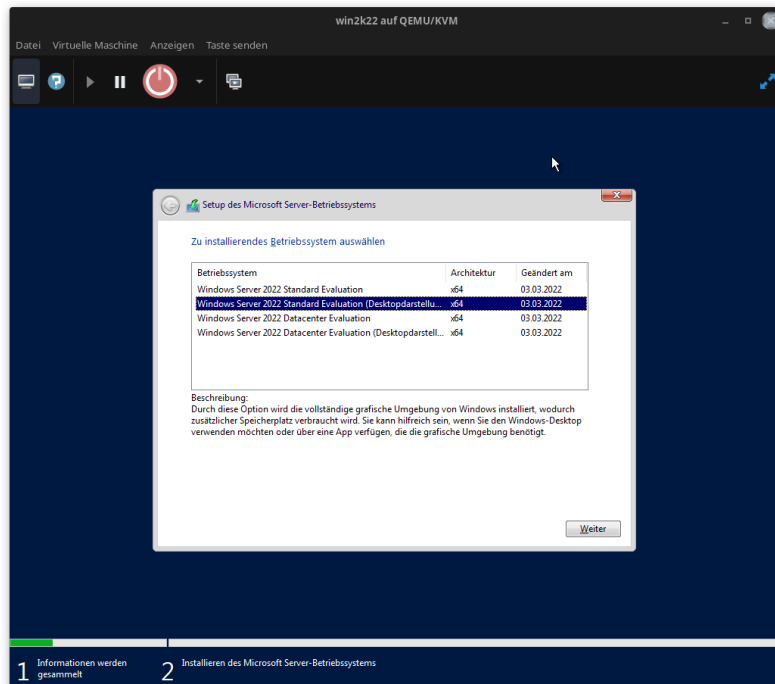 win2k22 auf QEMU/KVM
Datei Virtuelle Maschine Anzeigen Taste senden
Setup des Microsoft Server-Betriebssystems
Zu installierendes Betriebssystem auswählen
Betriebssystem Architektur Geändert am
Windows Server 2022 Standard Evaluation x64 03.03.2022
Windows Server 2022 Standard Evaluation (Desktopdarstellu... x64 03.03.2022
Windows Server 2022 Datacenter Evaluation x64 03.03.2022
Windows Server 2022 Datacenter Evaluation (Desktopdarstell... x64 03.03.2022
Beschreibung:
Durch diese Option wird die vollständige grafische Umgebung von Windows installiert, wodurch
zusätzlicher Speicherplatz verbraucht wird. Sie kann hilfreich sein, wenn Sie den Windows-Desktop
verwenden möchten oder über eine App verfügen, die die grafische Umgebung benötigt.
Weiter
1 Informationen werden
gesammelt
2 Installieren des Microsoft Server-Betriebssystems